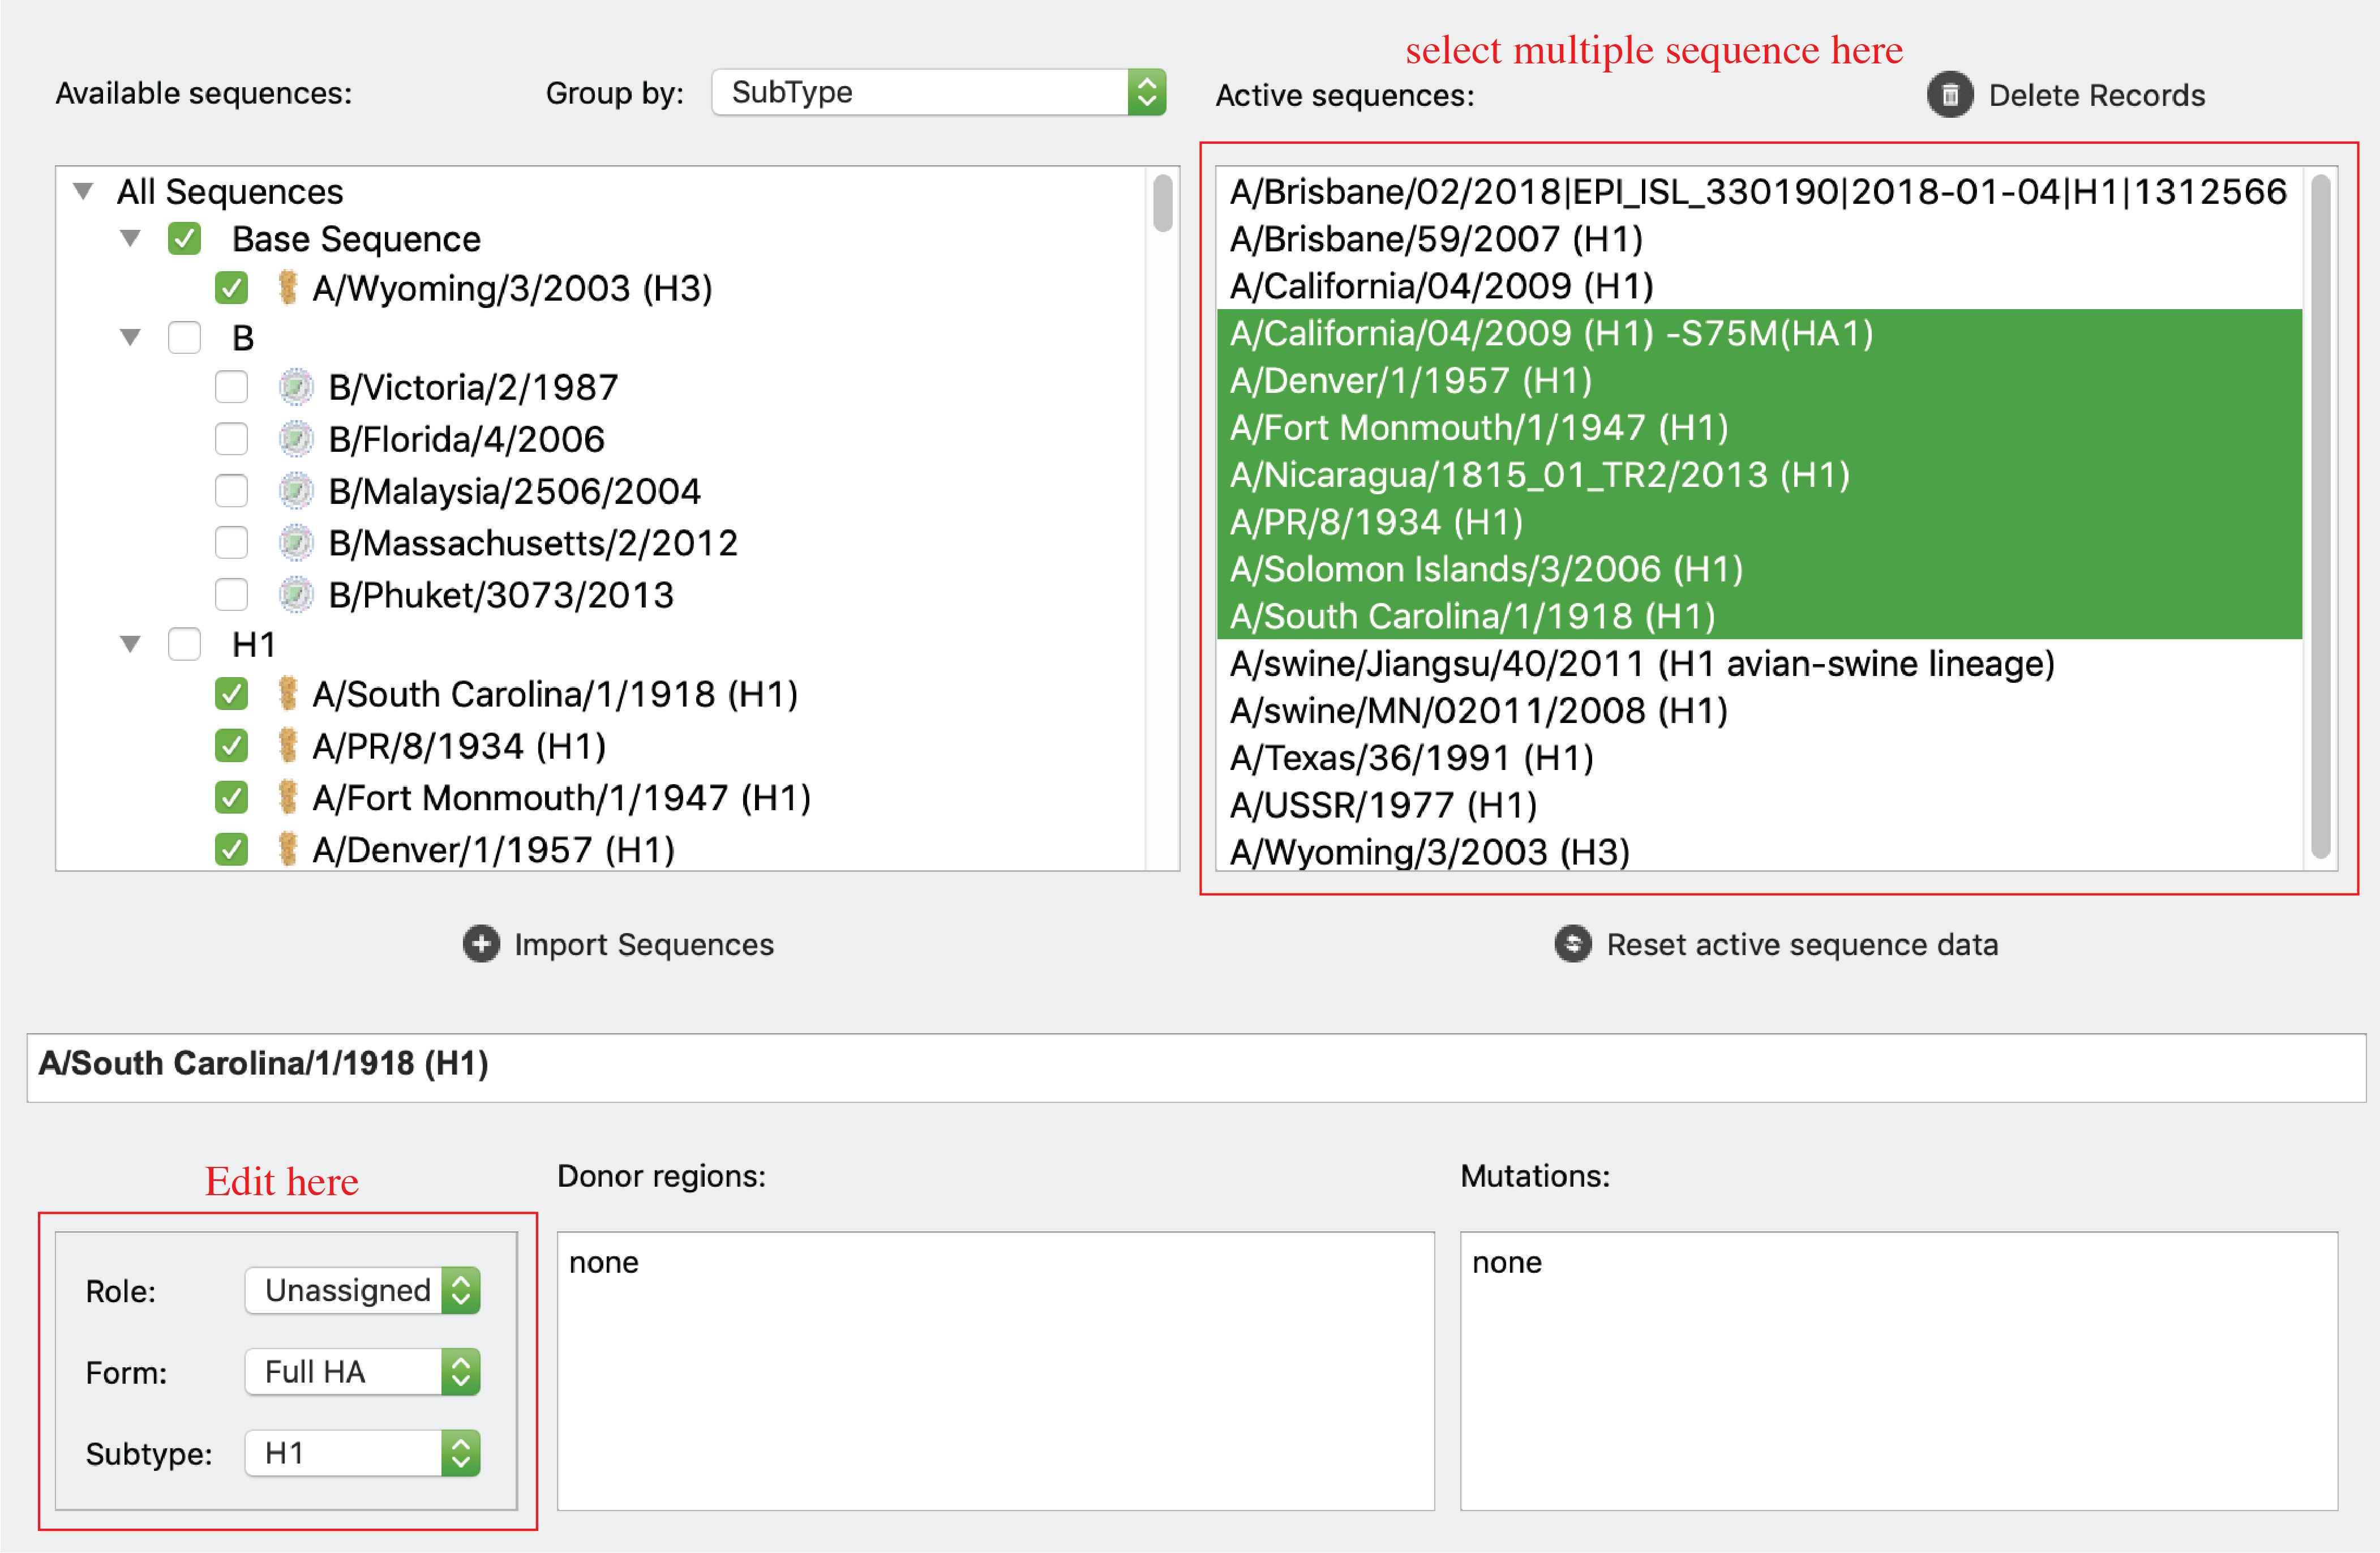 select multiple sequence here
Available sequences:
Group by:
SubType
Active sequences:
Delete Records
All Sequences
Base Sequence
A/Wyoming/3/2003 (H3)
B
B/Victoria/2/1987
B/Florida/4/2006
B/Malaysia/2506/2004
B/Massachusetts/2/2012
B/Phuket/3073/2013
H1
A/South Carolina/1/1918 (H1)
A/PR/8/1934 (H1)
A/Fort Monmouth/1/1947 (H1)
A/Denver/1/1957 (H1)
A/Brisbane/02/2018|EPI_ISL_330190|2018-01-04|H1|1312566
A/Brisbane/59/2007 (H1)
A/California/04/2009 (H1)
A/California/04/2009 (H1) -S75M(HA1)
A/Denver/1/1957 (H1)
A/Fort Monmouth/1/1947 (H1)
A/Nicaragua/1815_01_TR2/2013 (H1)
A/PR/8/1934 (H1)
A/Solomon Islands/3/2006 (H1)
A/South Carolina/1/1918 (H1)
A/swine/Jiangsu/40/2011 (H1 avian-swine lineage)
A/swine/MN/02011/2008 (H1)
A/Texas/36/1991 (H1)
A/USSR/1977 (H1)
A/Wyoming/3/2003 (H3)
Import Sequences
Reset active sequence data
A/South Carolina/1/1918 (H1)
Edit here
Role:
Unassigned
Form:
Full HA
Subtype:
H1
Donor regions:
none
Mutations:
none